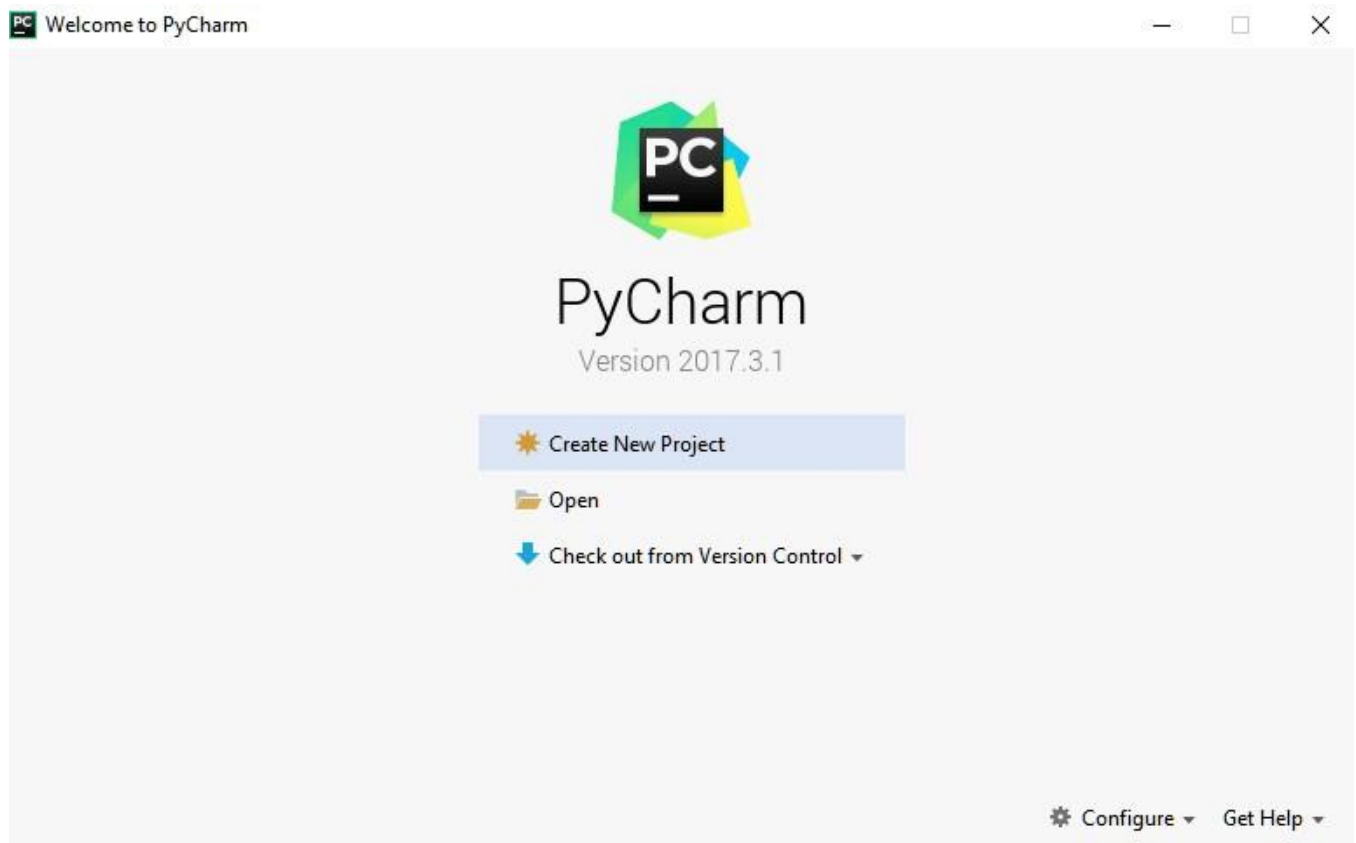 PC Welcome to PyCharm
PC
PyCharm
Version 2017.3.1
Create New Project
Open
Check out from Version Control
Configure Get Help